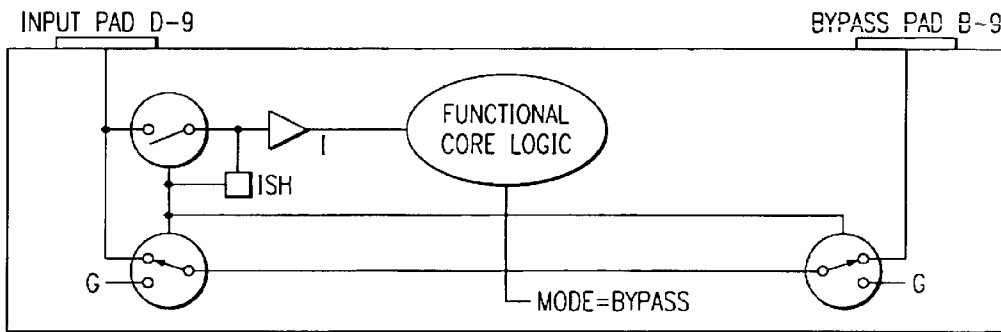 INPUT PAD D-9
BYPASS PAD B-9
FUNCTIONAL
CORE LOGIC
I
ISH
G
G
MODE=BYPASS